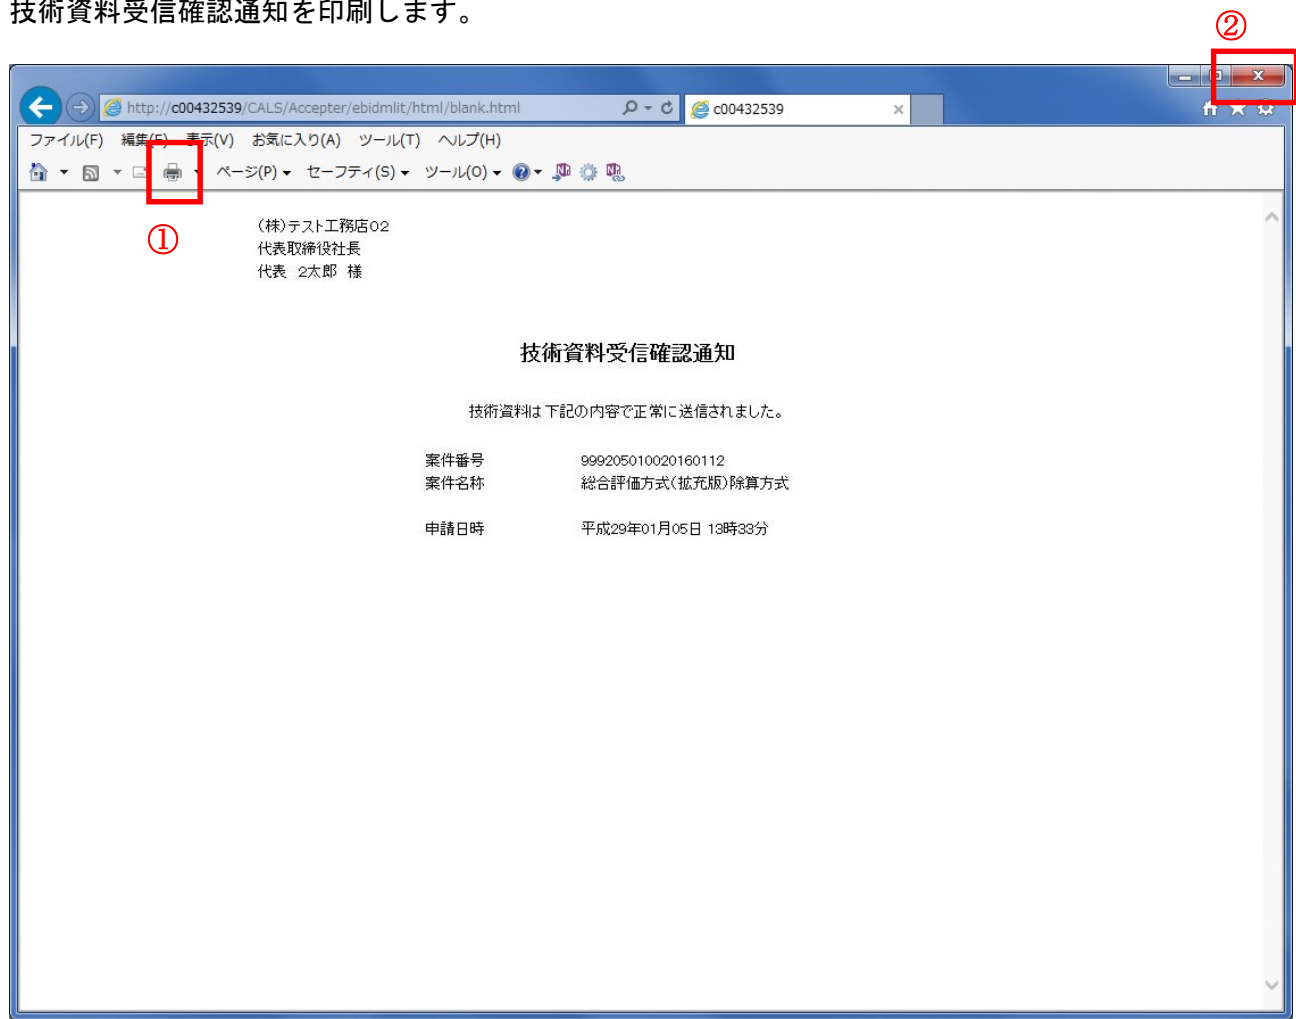 技術資料受信確認通知を印刷します。
②
http://c00432539/CALS/Accepter/ebidmlit/html/blank.html
c00432539
ファイル(F) 編集(E) 表示(V) お気に入り(A) ツール(T) ヘルプ(H)
ページ(P) セーフティ(S) ツール(O)
①
(株)テスト工務店02
代表取締役社長
代表 2太郎 様
技術資料受信確認通知
技術資料は下記の内容で正常に送信されました。
案件番号 999205010020160112
案件名称 総合評価方式(拡充版)除算方式
申請日時 平成29年01月05日 13時33分